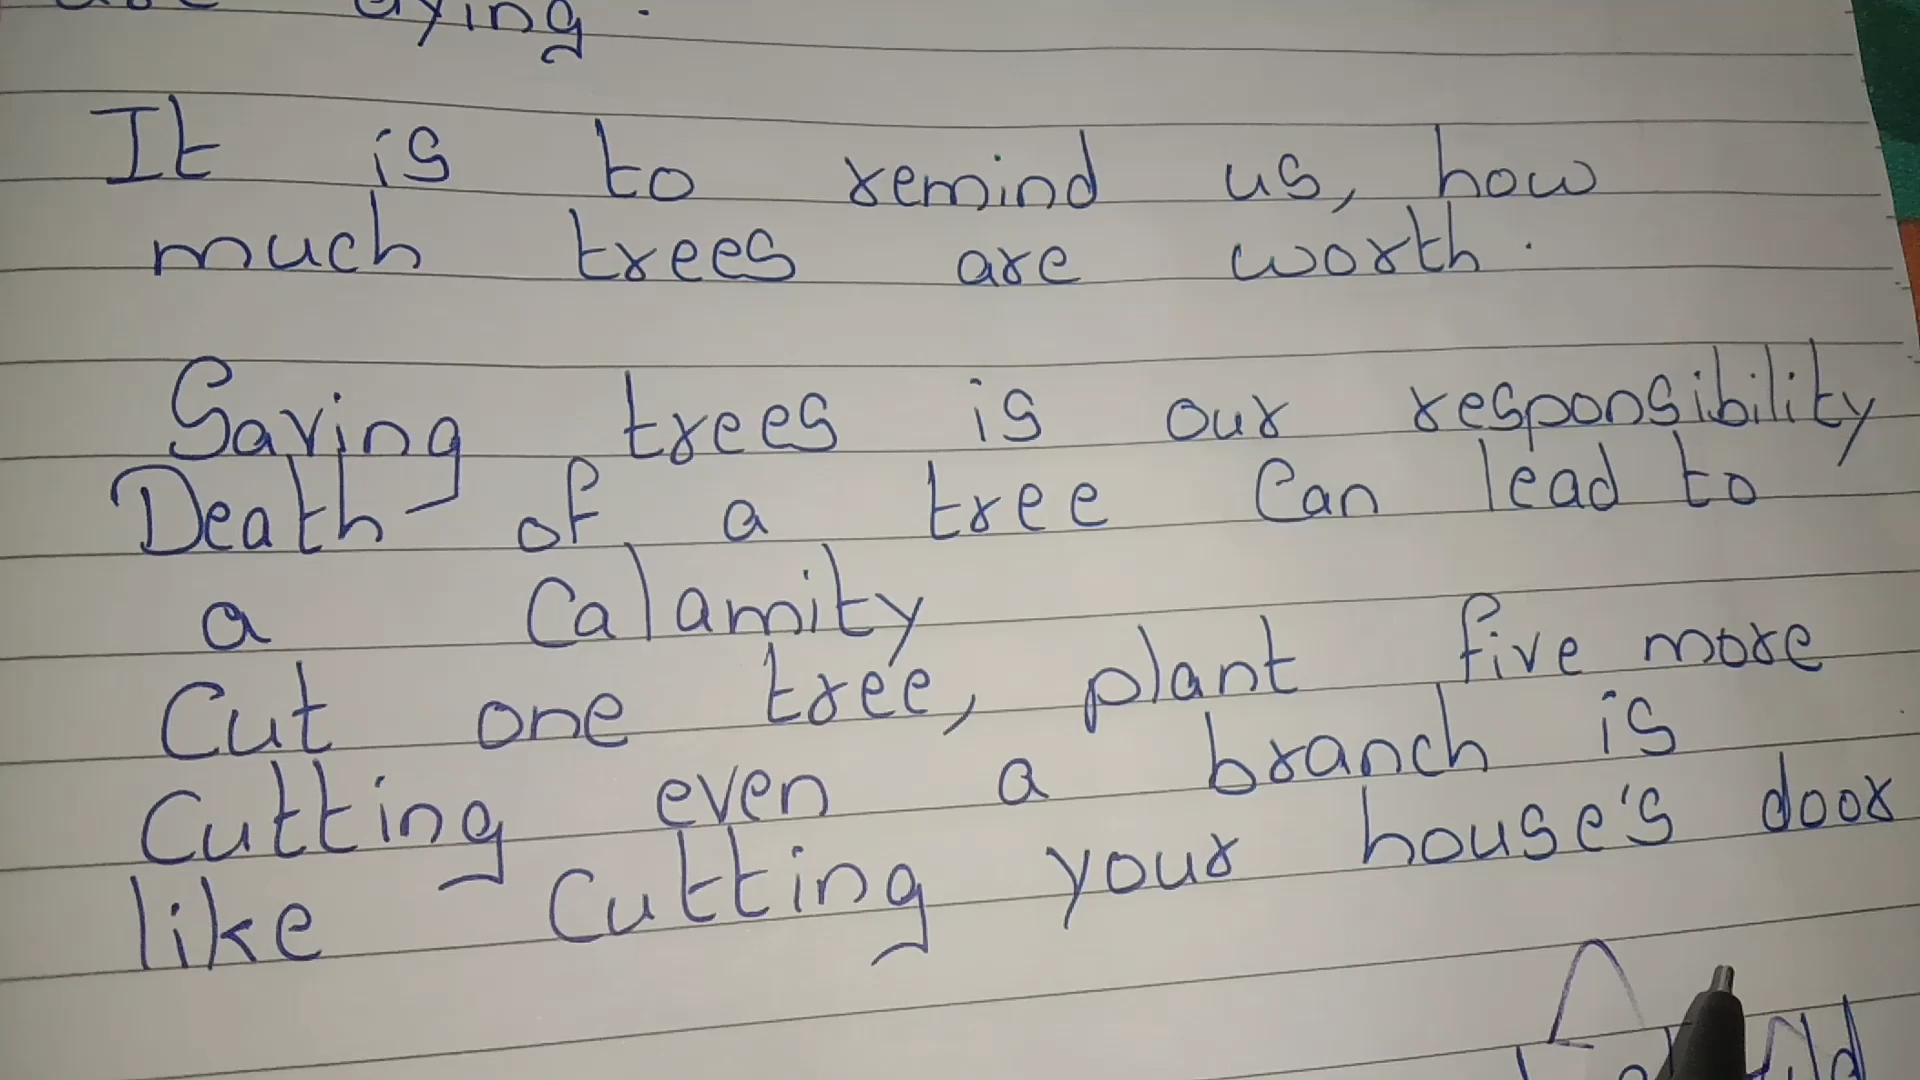 dying.
It is to remind us, how
much trees are worth.
Saving trees is our responsibility
Death of a tree can lead to
a Calamity
Cut one tree, plant five more
Cutting even a branch is
like cutting your house's door